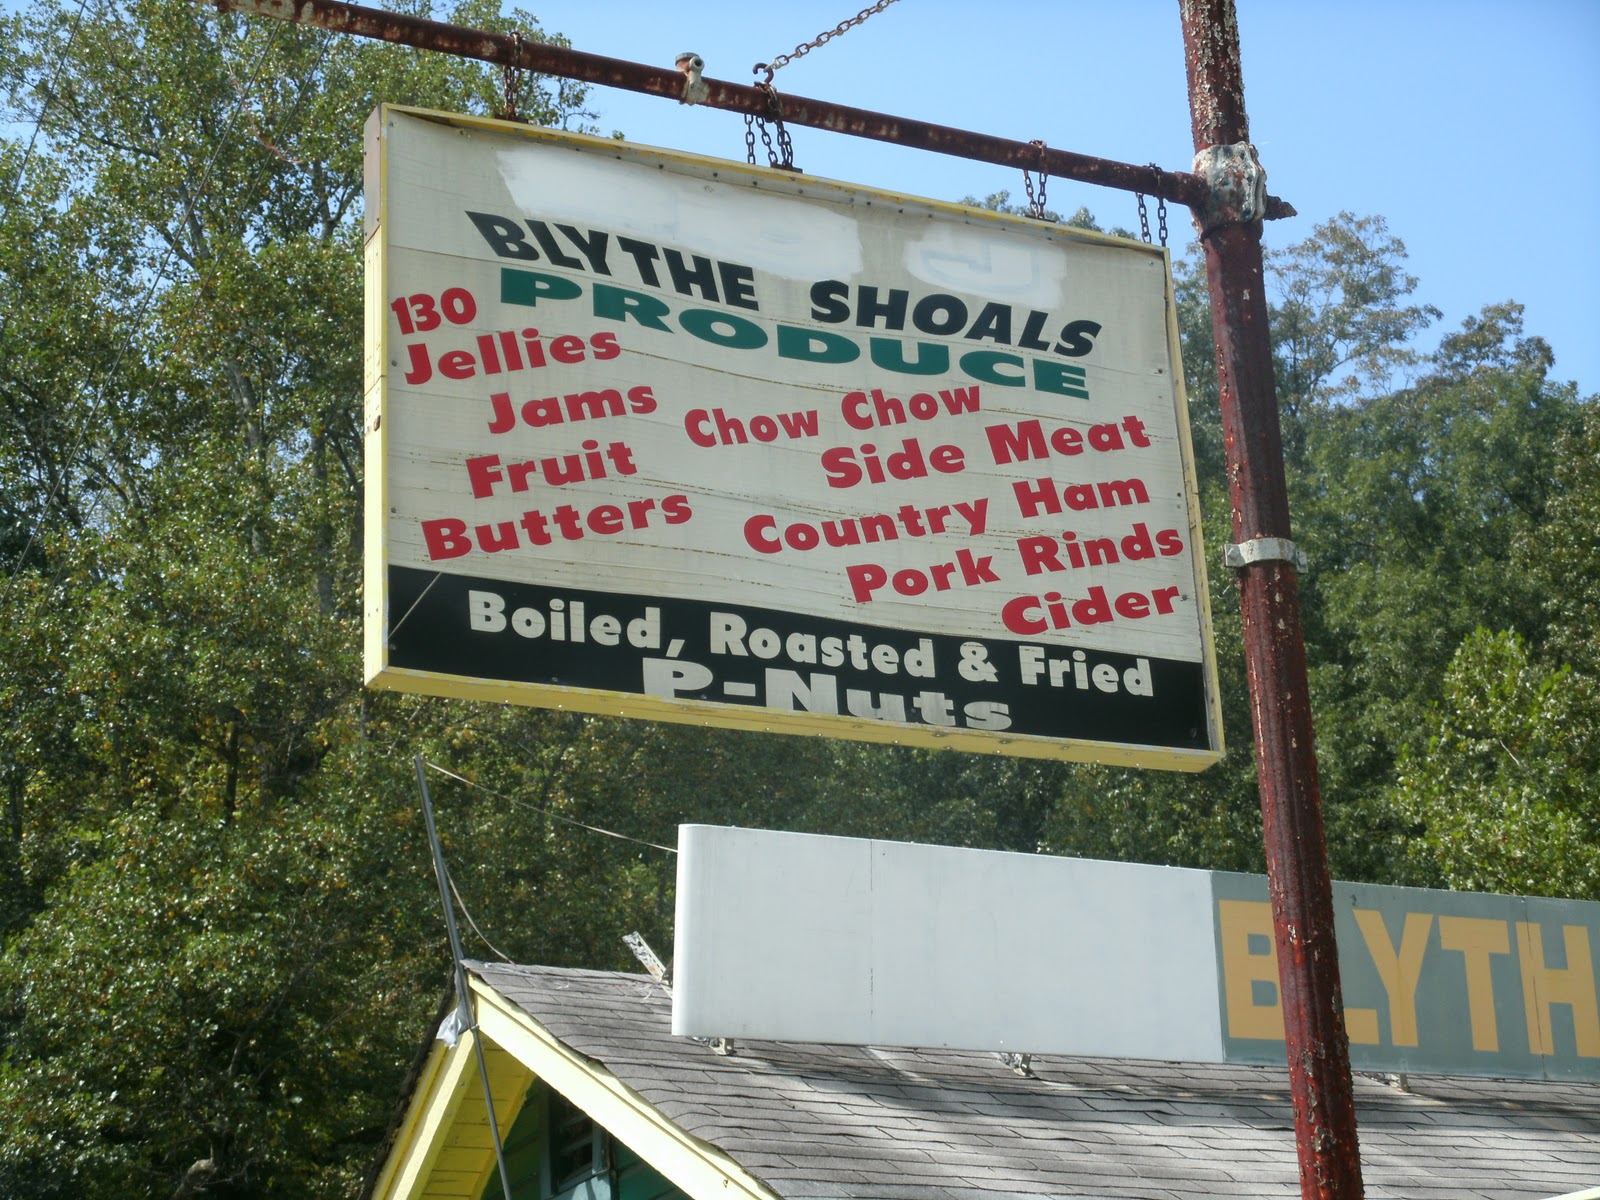 BLYTHE SHOALS
PRODUCE
130
Jellies
Jams
Fruit
Butters
Chow Chow
Side Meat
Country Ham
Pork Rinds
Cider
Boiled, Roasted & Fried
P-Nuts
BLYTH